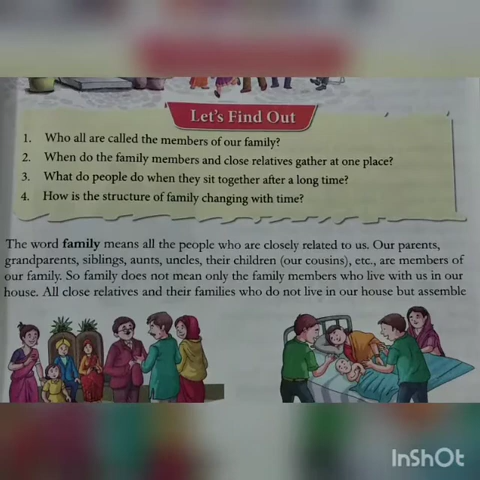 Let's Find Out
1. Who all are called the members of our family?
2. When do the family members and close relatives gather at one place?
3. What do people do when they sit together after a long time?
4. How is the structure of family changing with time?
The word family means all the people who are closely related to us. Our parents,
grandparents, siblings, aunts, uncles, their children (our cousins), etc., are members of
our family. So family does not mean only the family members who live with us in our
house. All close relatives and their families who do not live in our house but assemble
InShOt